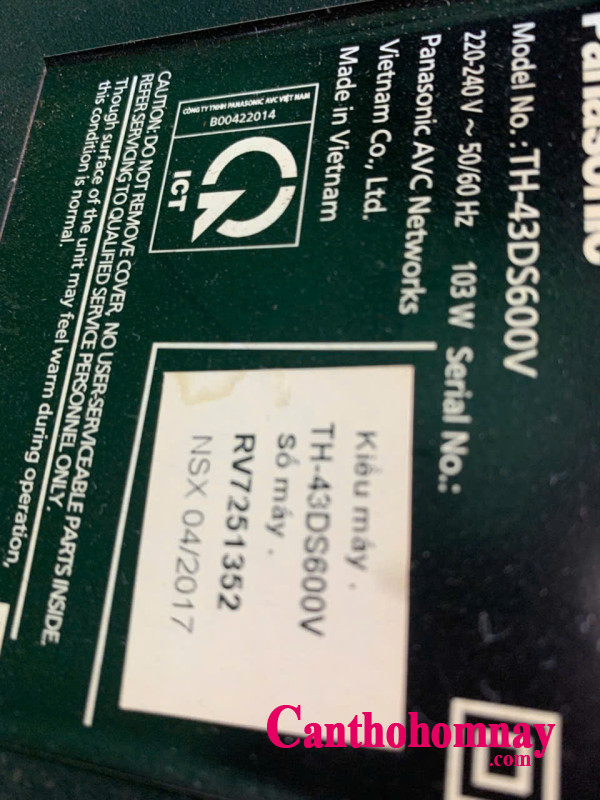 Panasonic
Model No.: TH-43DS600V
220-240 V ~ 50/60 Hz 103 W Serial No.:
Panasonic AVC Networks
Vietnam Co., Ltd.
Made in Vietnam
CÔNG TY TNHH PANASONIC AVC VIỆT NAM
B00422014
ICT
CAUTION: DO NOT REMOVE COVER, NO USER-SERVICEABLE PARTS INSIDE.
REFER SERVICING TO QUALIFIED SERVICE PERSONNEL ONLY.
Though surface of the unit may feel warm during operation,
this condition is normal.
Kiểu máy .
TH-43DS600V
Số máy .
RV7251352
NSX 04/2017
Canthohomnay
.com